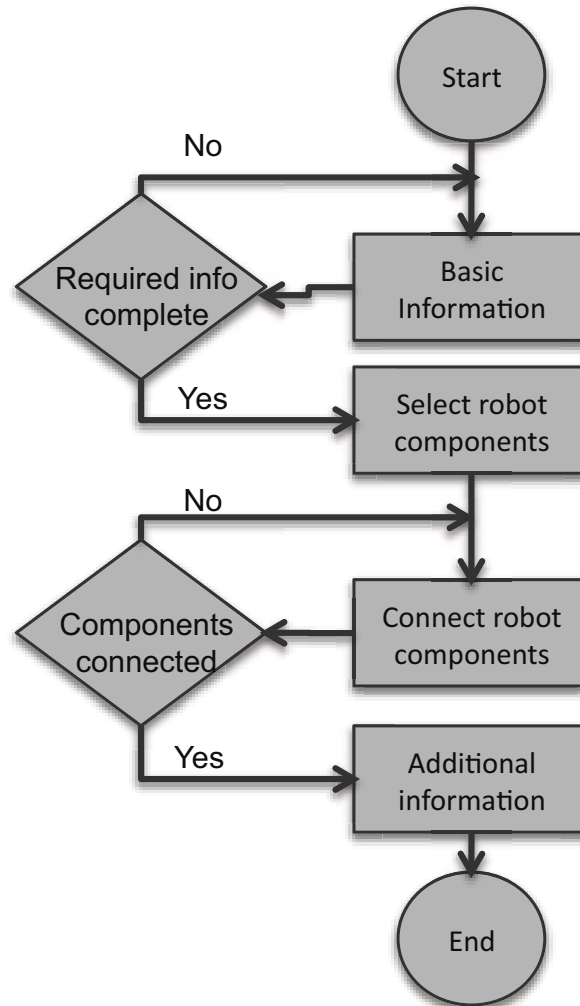 Start
No
Required info
complete
Basic
Information
Yes
Select robot
components
No
Components
connected
Connect robot
components
Yes
Additional
information
End